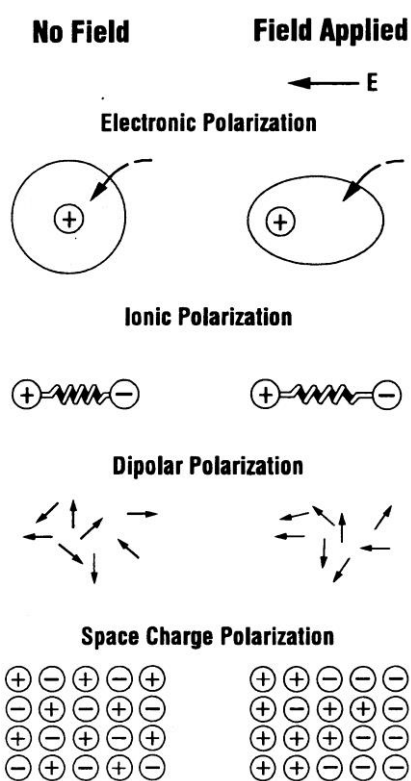 No Field
Field Applied
E
Electronic Polarization
Ionic Polarization
Dipolar Polarization
Space Charge Polarization